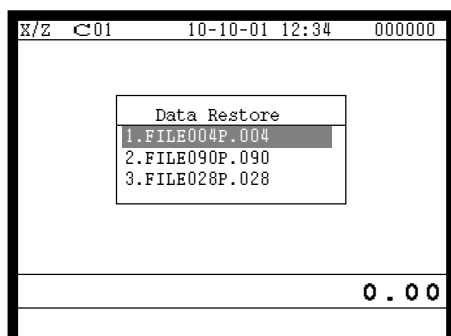 X/Z C01 10-10-01 12:34 000000
Data Restore
1.FILE004P.004
2.FILE090P.090
3.FILE028P.028
0.00